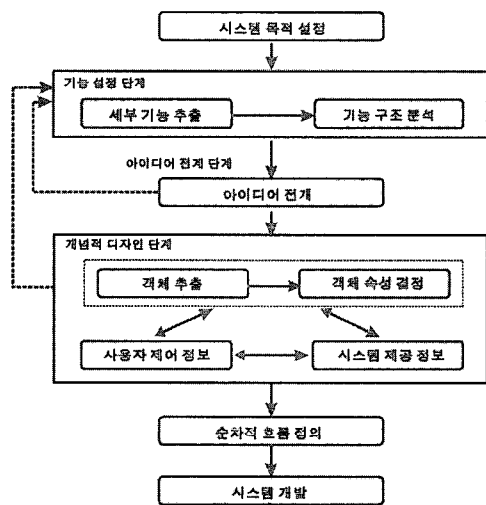 시스템 목적 설정
기능 설정 단계
세부 기능 추출
기능 구조 분석
아이디어 전계 단계
아이디어 전개
개념적 디자인 단계
객체 추출
객체 속성 결정
사용자 제어 정보
시스템 제공 정보
순차적 흐름 정의
시스템 개발